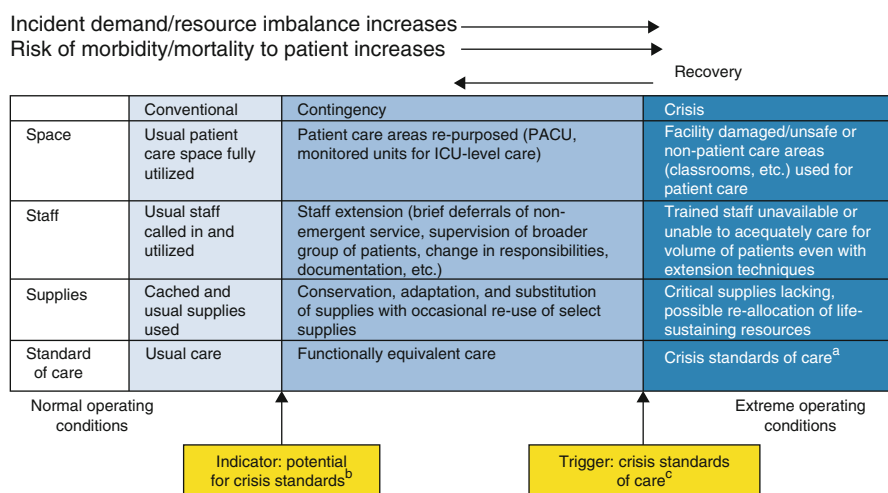 Incident demand/resource imbalance increases
Risk of morbidity/mortality to patient increases
Recovery
Conventional
Contingency
Crisis
Space
Usual patient
care space fully
utilized
Patient care areas re-purposed (PACU,
monitored units for ICU-level care)
Facility damaged/unsafe or
non-patient care areas
(classrooms, etc.) used for
patient care
Staff
Usual staff
called in and
utilized
Staff extension (brief deferrals of non-
emergent service, supervision of broader
group of patients, change in responsibilities,
documentation, etc.)
Trained staff unavailable or
unable to acequately care for
volume of patients even with
extension techniques
Supplies
Cached and
usual supplies
used
Conservation, adaptation, and substitution
of supplies with occasional re-use of select
supplies
Critical supplies lacking,
possible re-allocation of life-
sustaining resources
Standard
of care
Usual care
Functionally equivalent care
Crisis standards of care^a
Normal operating
conditions
Extreme operating
conditions
Indicator: potential
for crisis standards^b
Trigger: crisis standards
of care^c